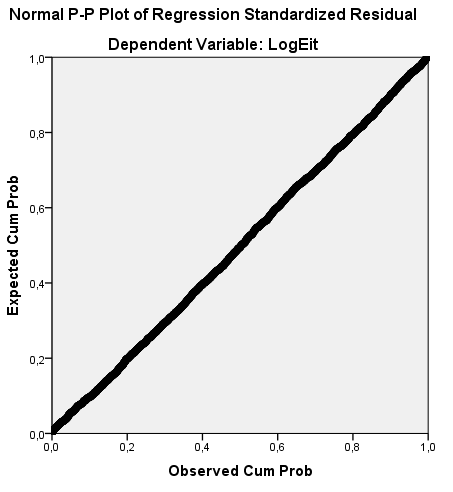 Normal P-P Plot of Regression Standardized Residual
Dependent Variable: LogEit
1,0
0,8
0,6
0,4
0,2
0,0
Expected Cum Prob
0,0 0,2 0,4 0,6 0,8 1,0
Observed Cum Prob